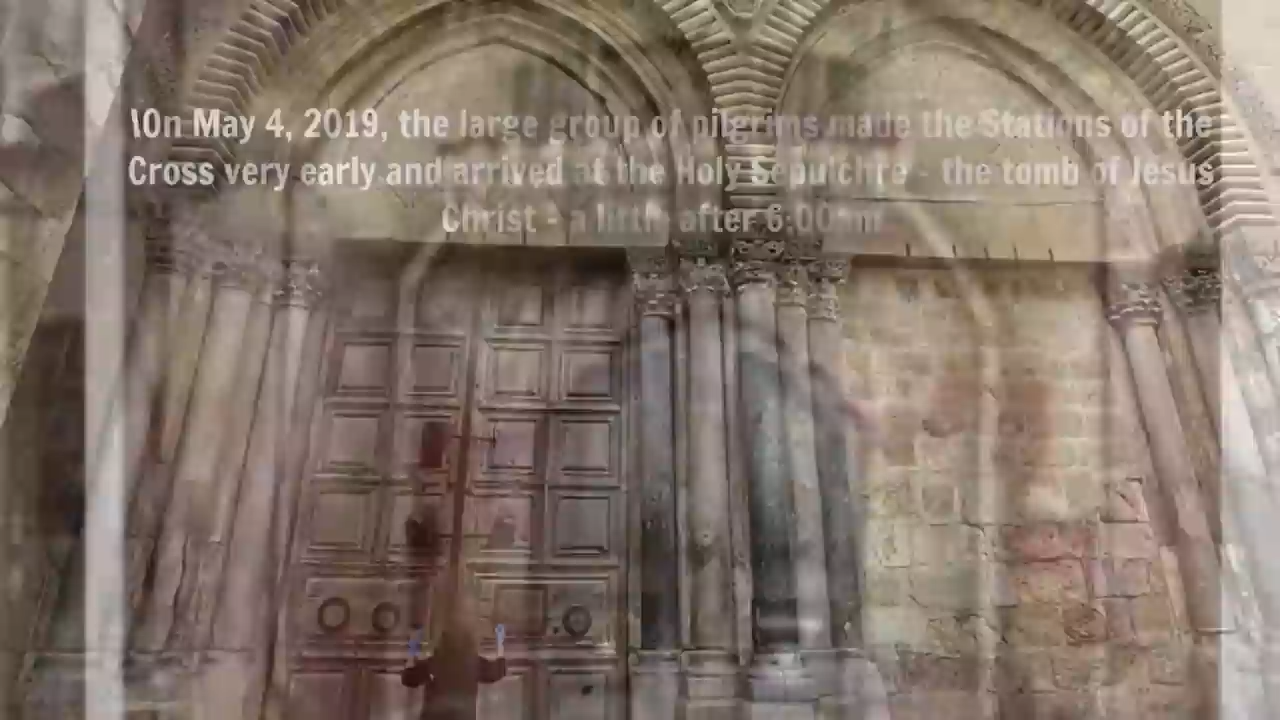 \On May 4, 2019, the large group of pilgrims made the Stations of the
Cross very early and arrived at the Holy Sepulchre - the tomb of Jesus
Christ - a little after 6:00am